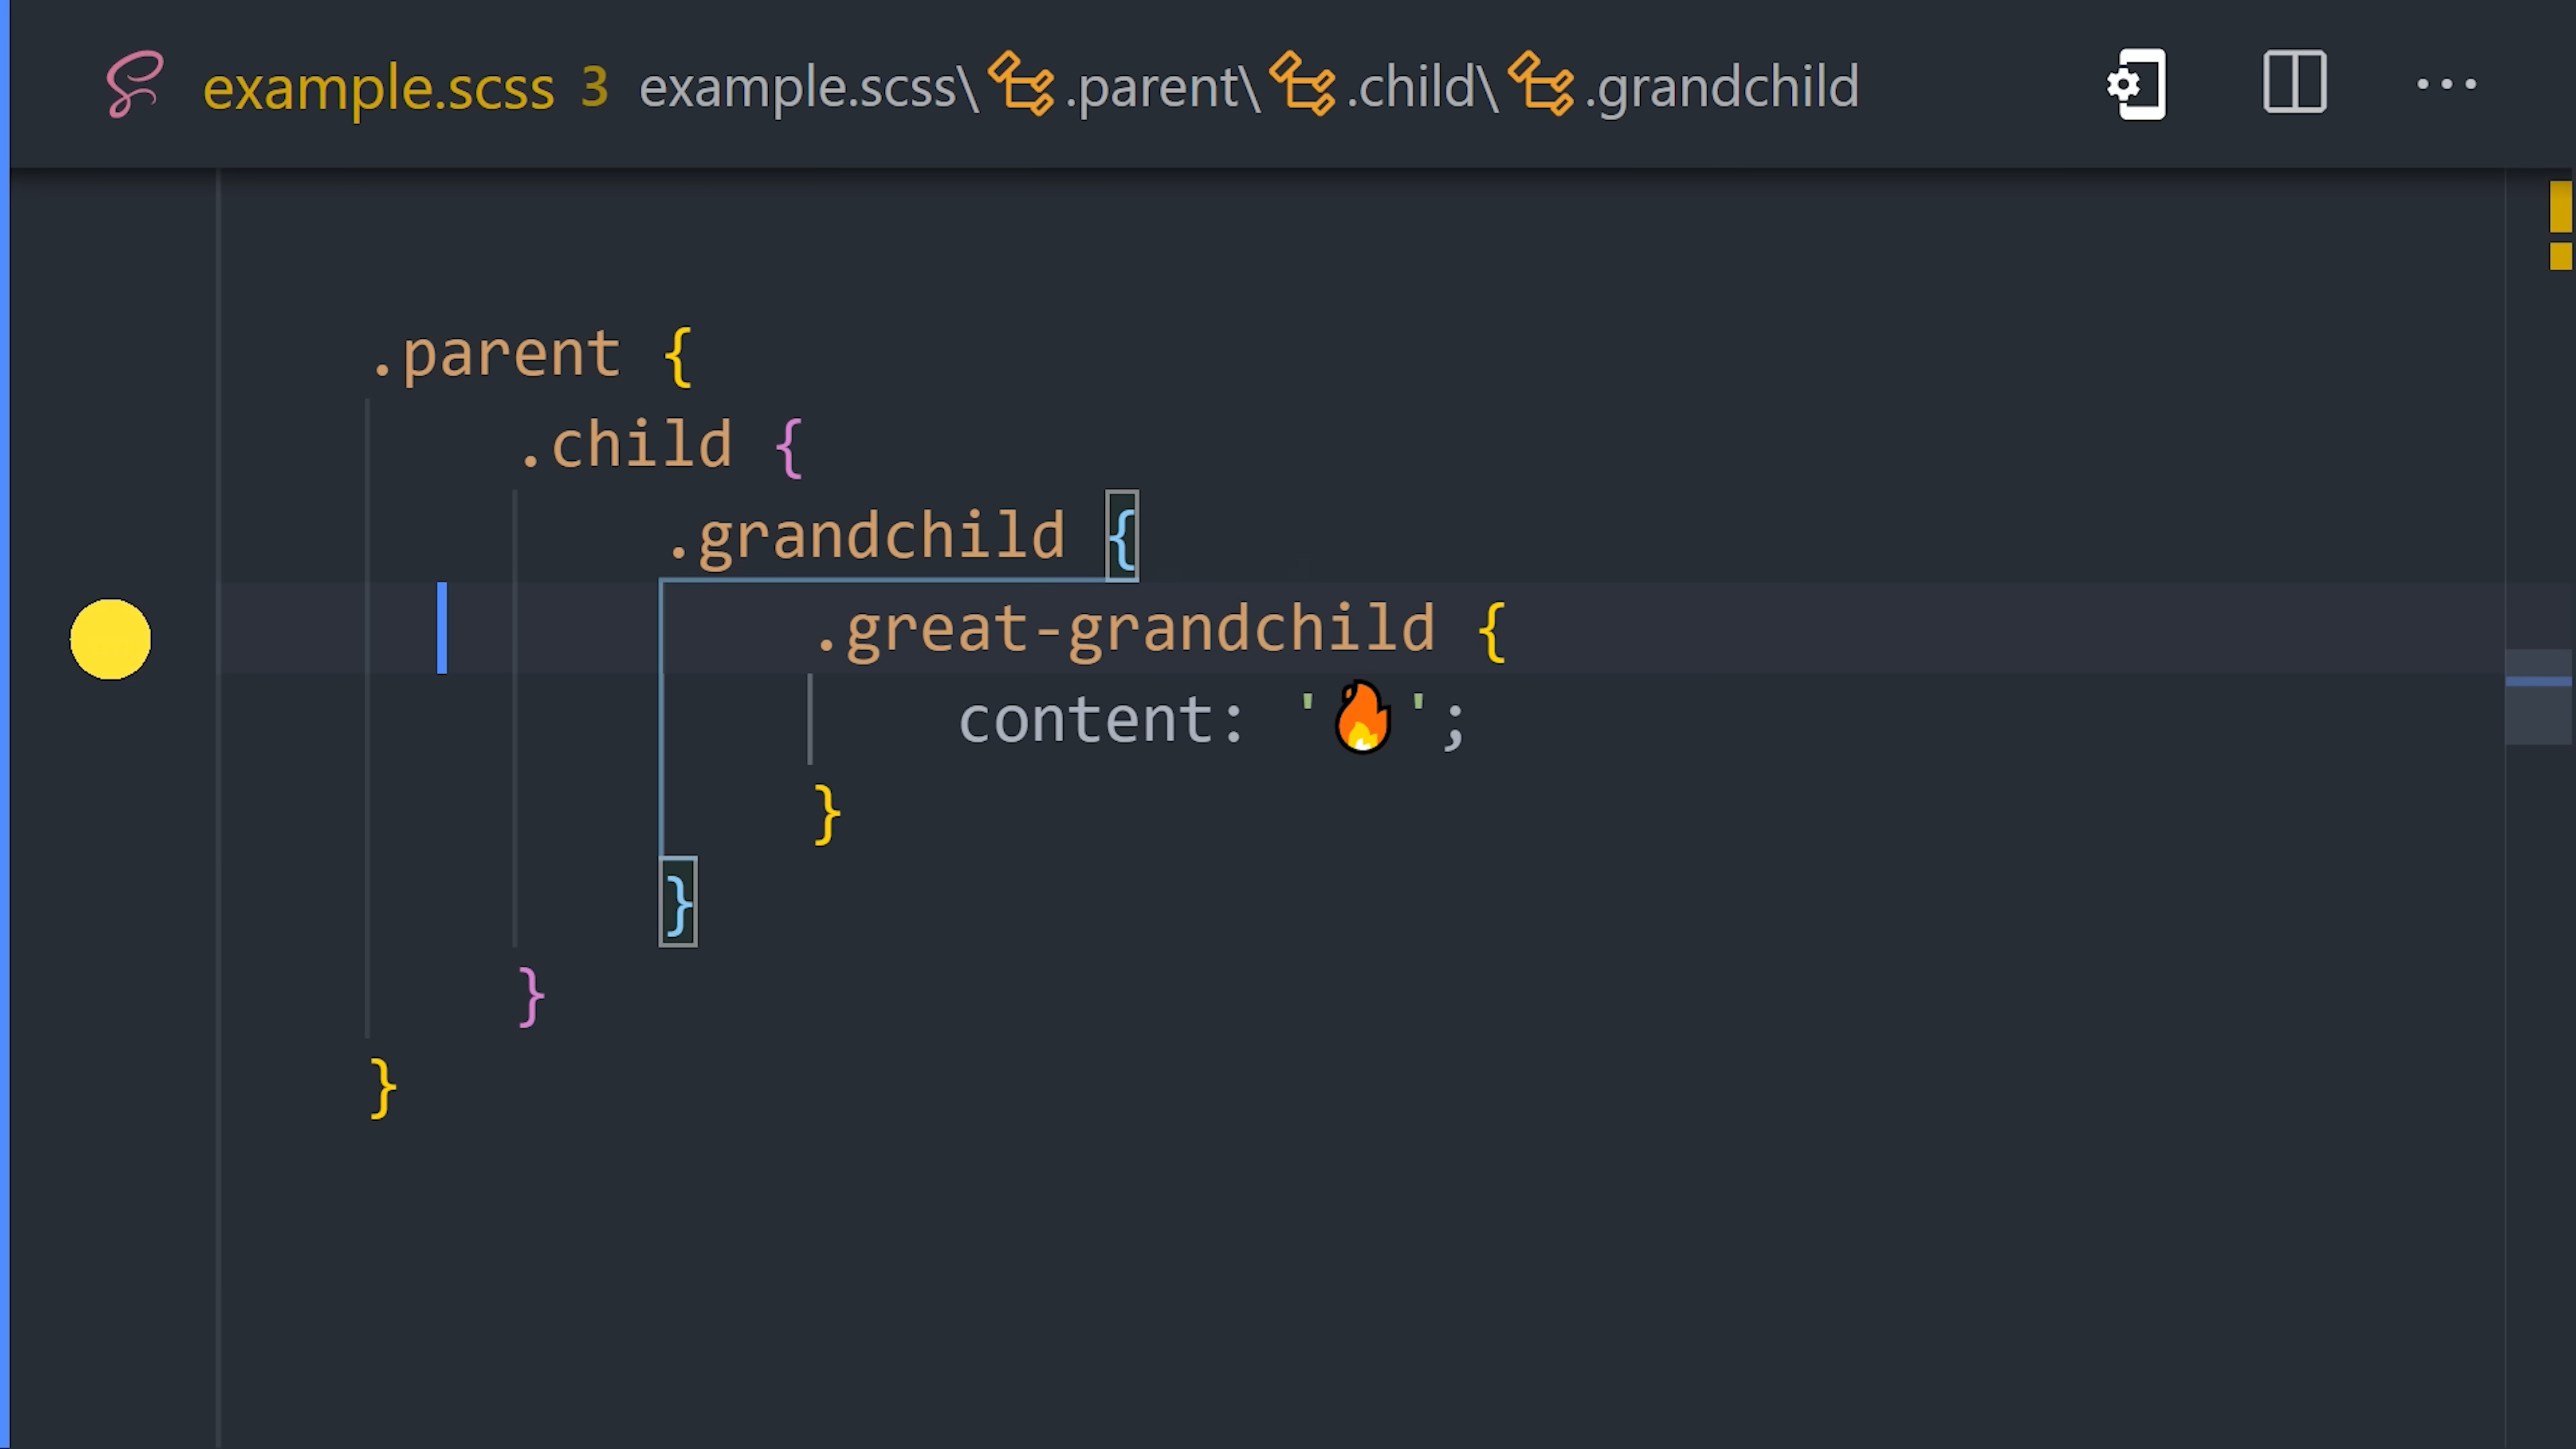 example.scss 3 example.scss\ .parent\ .child\ .grandchild
.parent {
.child {
.grandchild {
.great-grandchild {
content: '🔥';
}
}
}
}